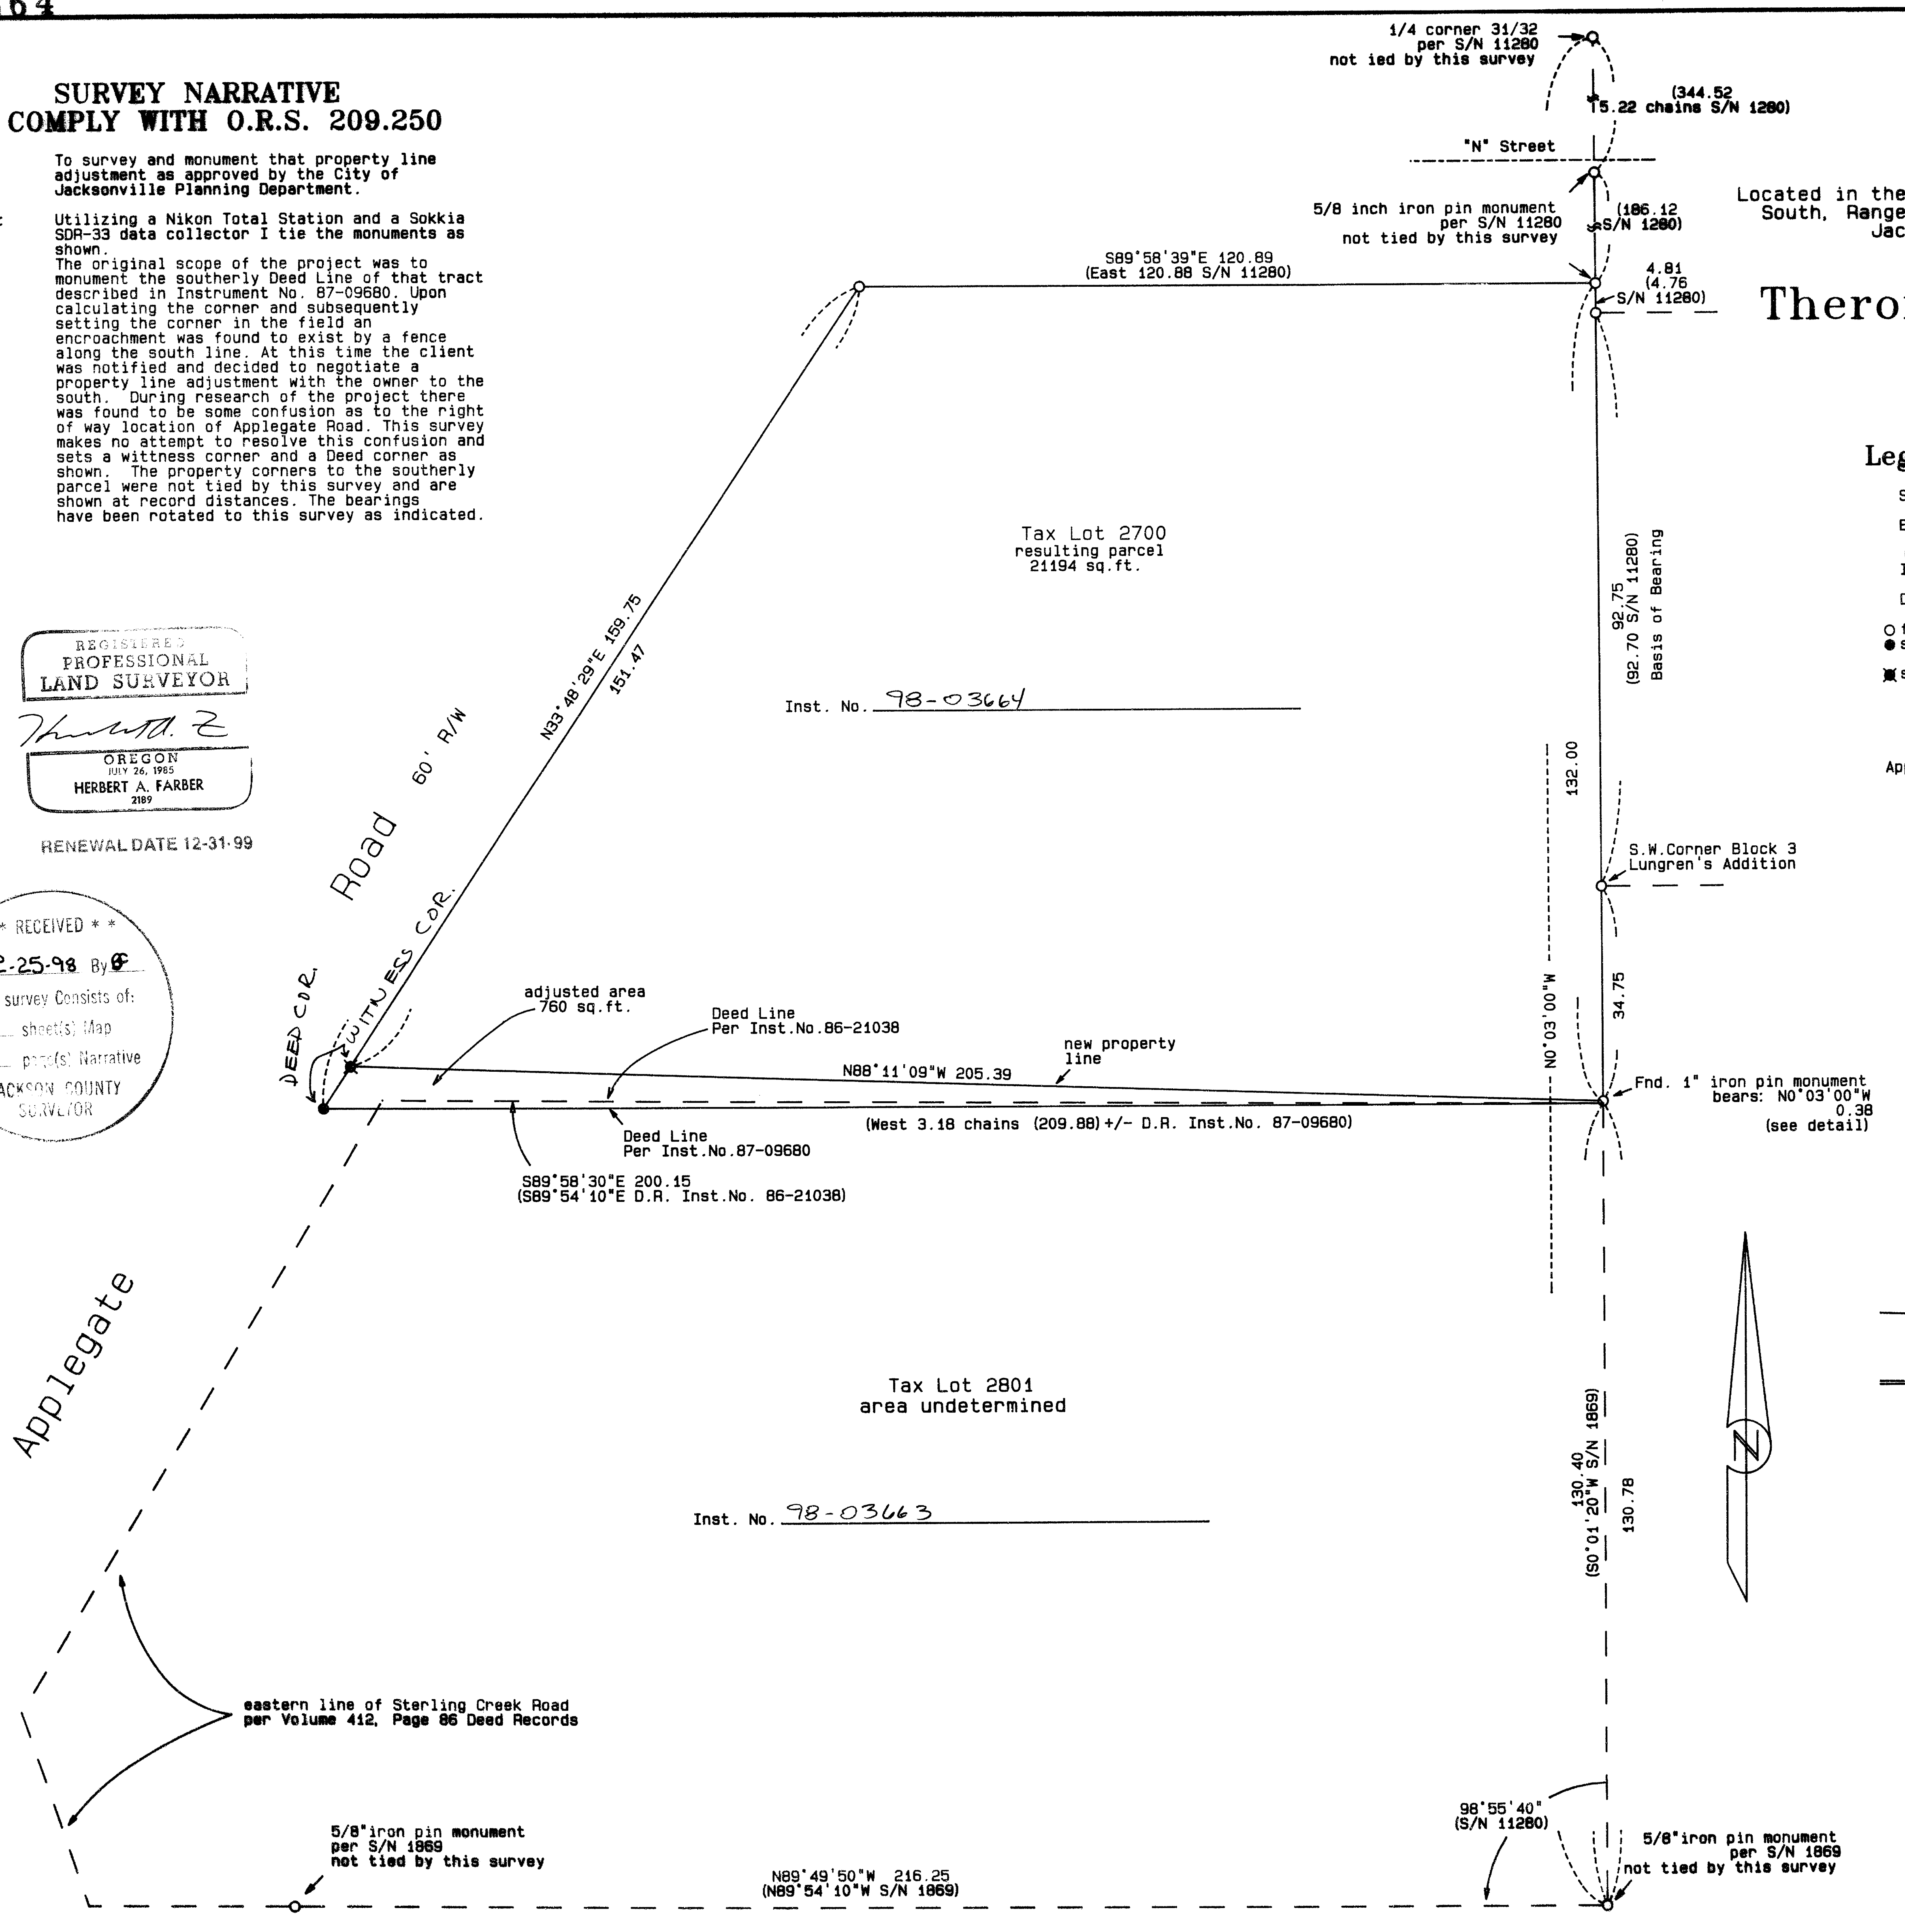 64
SURVEY NARRATIVE
COMPLY WITH O.R.S. 209.250
To survey and monument that property line
adjustment as approved by the City of
Jacksonville Planning Department.
Utilizing a Nikon Total Station and a Sokkia
SDR-33 data collector I tie the monuments as
shown.
The original scope of the project was to
monument the southerly Deed Line of that tract
described in Instrument No. 87-09680. Upon
calculating the corner and subsequently
setting the corner in the field an
encroachment was found to exist by a fence
along the south line. At this time the client
was notified and decided to negotiate a
property line adjustment with the owner to the
south. During research of the project there
was found to be some confusion as to the right
of way location of Applegate Road. This survey
makes no attempt to resolve this confusion and
sets a wittness corner and a Deed corner as
shown. The property corners to the southerly
parcel were not tied by this survey and are
shown at record distances. The bearings
have been rotated to this survey as indicated.
REGISTERED
PROFESSIONAL
LAND SURVEYOR
OREGON
JULY 26, 1985
HERBERT A. FARBER
2189
RENEWAL DATE 12-31-99
* RECEIVED * *
2-25-98 By
survey Consists of:
sheet(s) Map
page(s) Narrative
JACKSON COUNTY
SURVEYOR
1/4 corner 31/32
per S/N 11280
not ied by this survey
(344.52
5.22 chains S/N 1280)
"N" Street
5/8 inch iron pin monument
per S/N 11280
not tied by this survey
(186.12
S/N 1280)
S89°58'39"E 120.89
(East 120.88 S/N 11280)
4.81
(4.76
S/N 11280)
Located in the
South, Range
Jac
Thero
Leg
Tax Lot 2700
resulting parcel
21194 sq.ft.
Inst. No. 98-03664
92.75
(92.70 S/N 11280)
Basis of Bearing
N33°48'29"E 159.75
151.47
60' R/W
Road
Applegate
132.00
Ap
S.W.Corner Block 3
Lungren's Addition
N0°03'00"W
34.75
DEED COR.
WITNESS COR.
adjusted area
760 sq.ft.
Deed Line
Per Inst.No.86-21038
new property
line
N88°11'09"W 205.39
Fnd. 1" iron pin monument
bears: N0°03'00"W
0.38
(see detail)
(West 3.18 chains (209.88)+/- D.R. Inst.No. 87-09680)
Deed Line
Per Inst.No.87-09680
S89°58'30"E 200.15
(S89°54'10"E D.R. Inst.No. 86-21038)
Tax Lot 2801
area undetermined
Inst. No. 98-03663
130.40
(S0°01'20"W S/N 1869)
130.78
N
eastern line of Sterling Creek Road
per Volume 412, Page 86 Deed Records
5/8"iron pin monument
per S/N 1869
not tied by this survey
N89°49'50"W 216.25
(N89°54'10"W S/N 1869)
98°55'40"
(S/N 11280)
5/8"iron pin monument
per S/N 1869
not tied by this survey